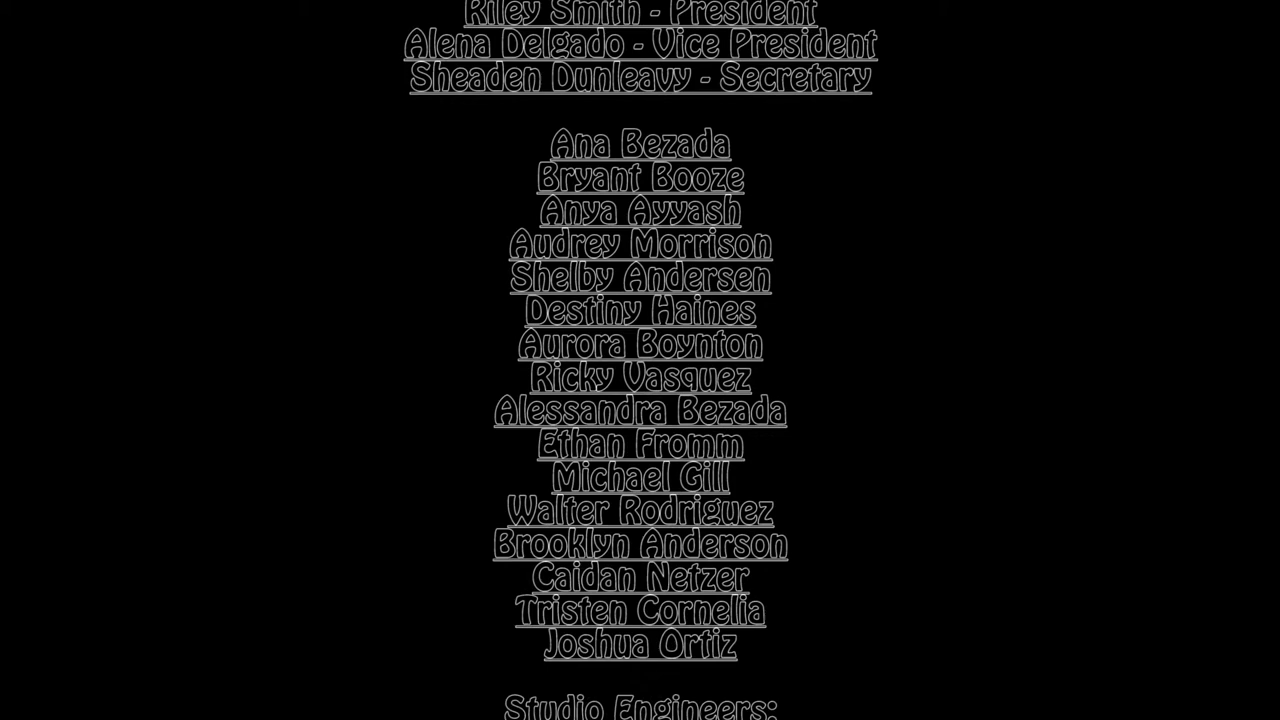 Riley Smith - President
Alena Delgado - Vice President
Sheaden Dunleavy - Secretary
Ana Bezada
Bryant Booze
Anya Ayyash
Audrey Morrison
Shelby Andersen
Destiny Haines
Aurora Boynton
Ricky Vasquez
Alessandra Bezada
Ethan Fromm
Michael Gill
Walter Rodriguez
Brooklyn Anderson
Caidan Netzer
Tristen Cornelia
Joshua Ortiz
Studio Engineers: